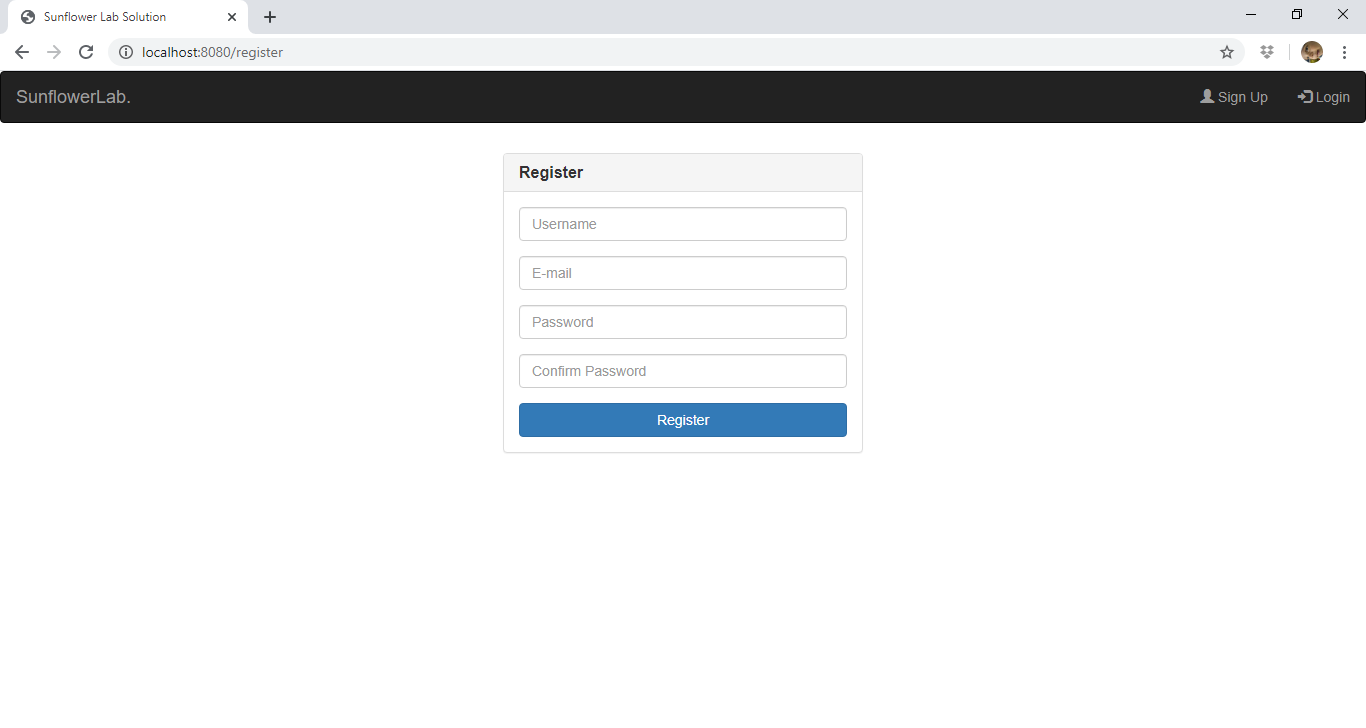 Sunflower Lab Solution
localhost:8080/register
SunflowerLab.
Sign Up
Login
Register
Username
E-mail
Password
Confirm Password
Register